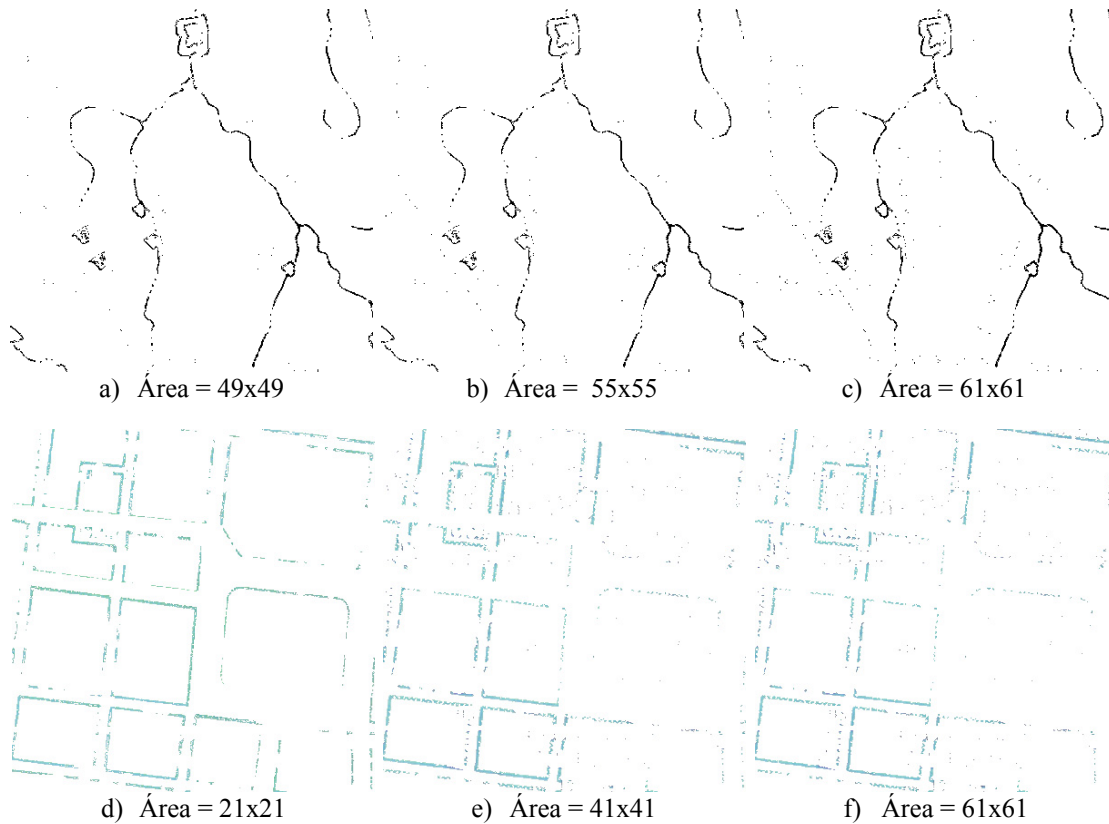 a) Área = 49x49
b) Área = 55x55
c) Área = 61x61
d) Área = 21x21
e) Área = 41x41
f) Área = 61x61